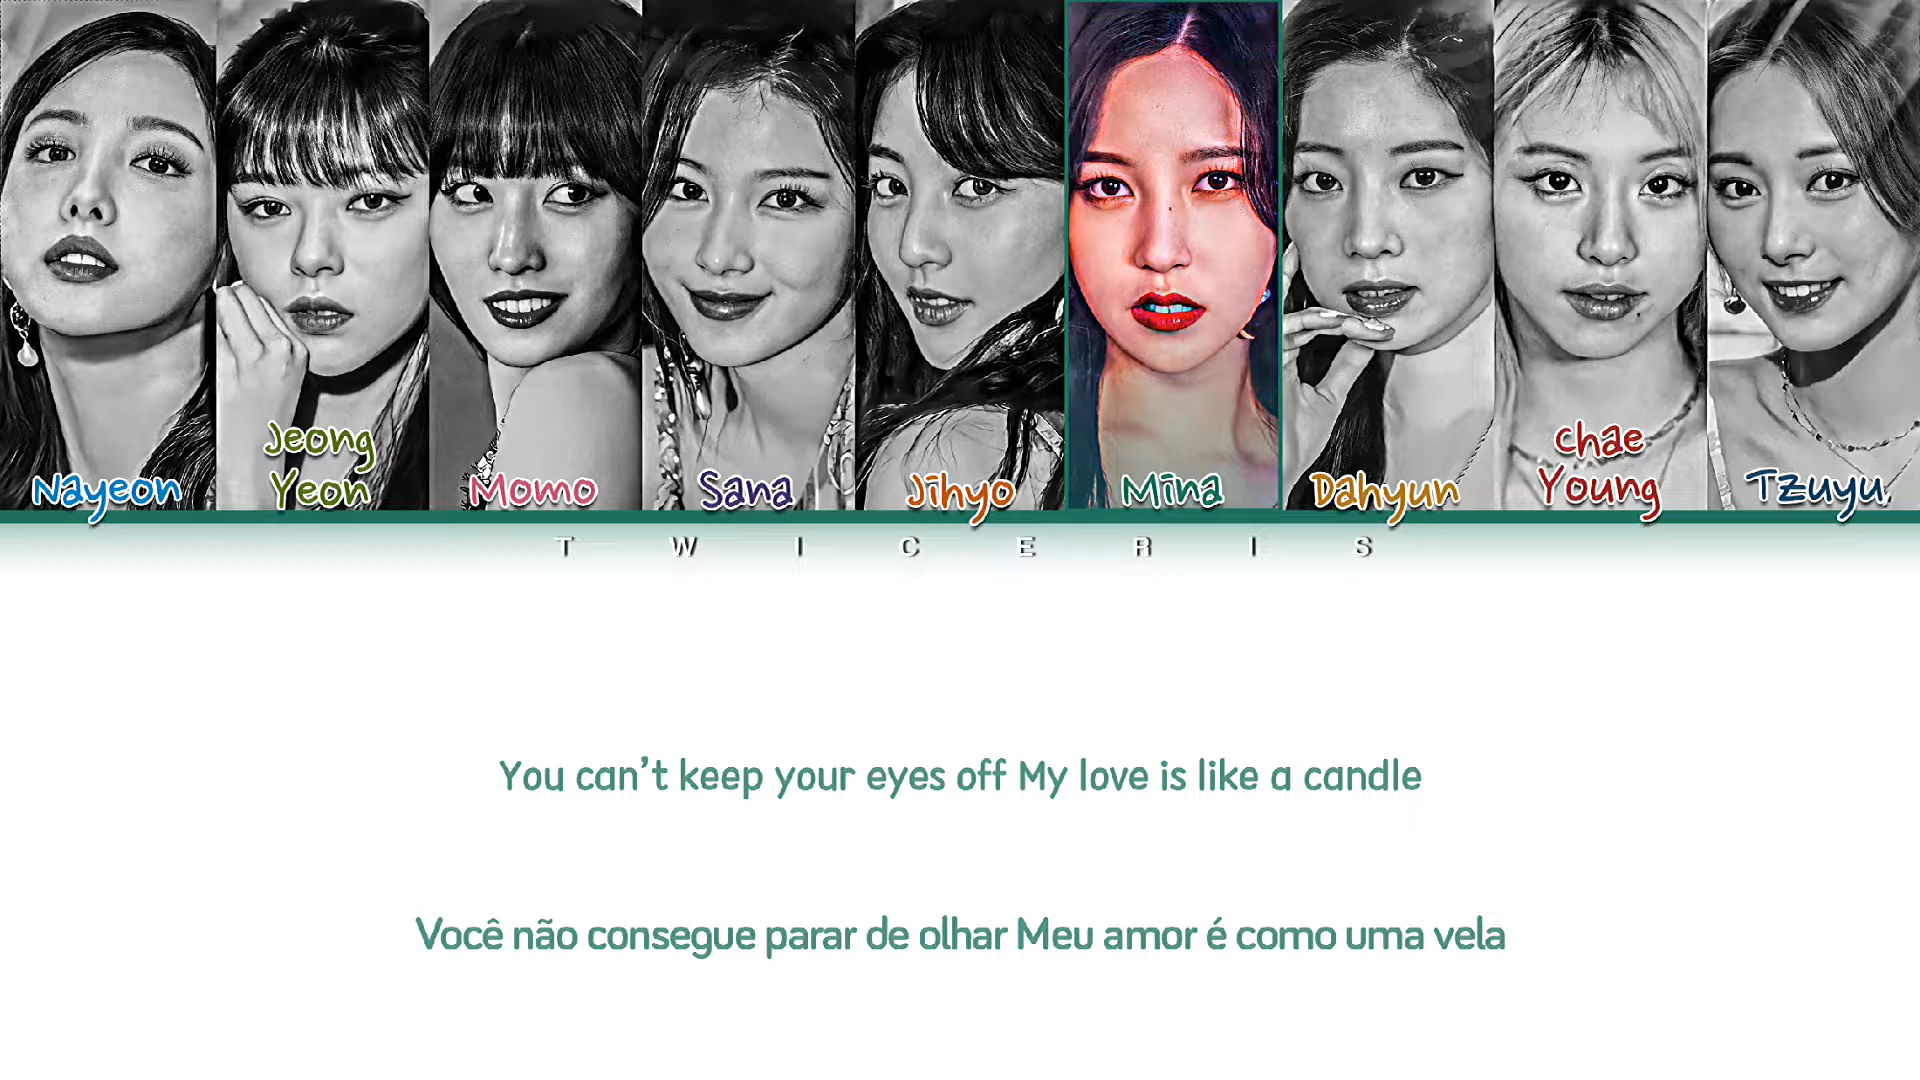 Nayeon
Jeong
Yeon
Momo
Sana
Jihyo
Mina
Dahyun
Chae
Young
Tzuyu
TWICERIS
You can't keep your eyes off My love is like a candle
Você não consegue parar de olhar Meu amor é como uma vela